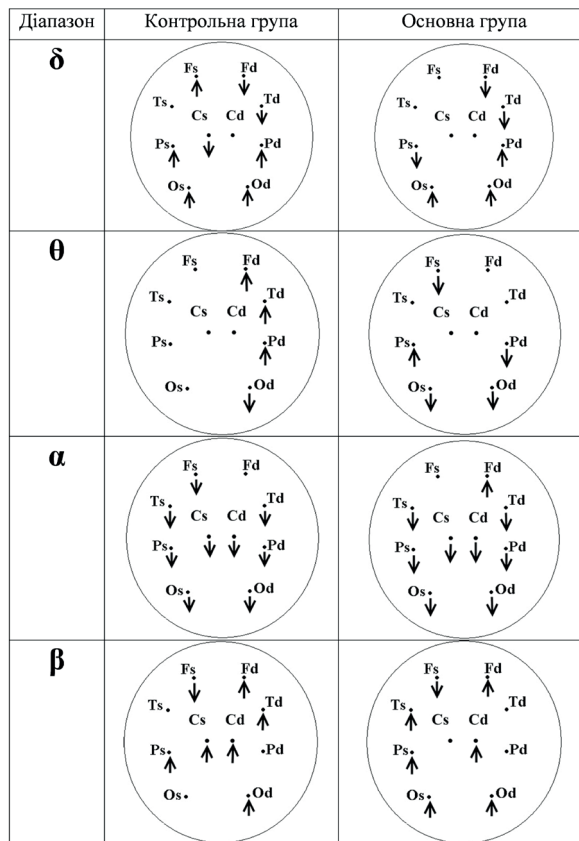 Діапазон Контрольна група Основна група
δ
Fs Fd
Ts Cs Cd Td
Ps Pd
Os Od
Fs Fd
Ts Cs Cd Td
Ps Pd
Os Od
θ
Fs Fd
Ts Cs Cd Td
Ps Pd
Os Od
Fs Fd
Ts Cs Cd Td
Ps Pd
Os Od
α
Fs Fd
Ts Cs Cd Td
Ps Pd
Os Od
Fs Fd
Ts Cs Cd Td
Ps Pd
Os Od
β
Fs Fd
Ts Cs Cd Td
Ps Pd
Os Od
Fs Fd
Ts Cs Cd Td
Ps Pd
Os Od